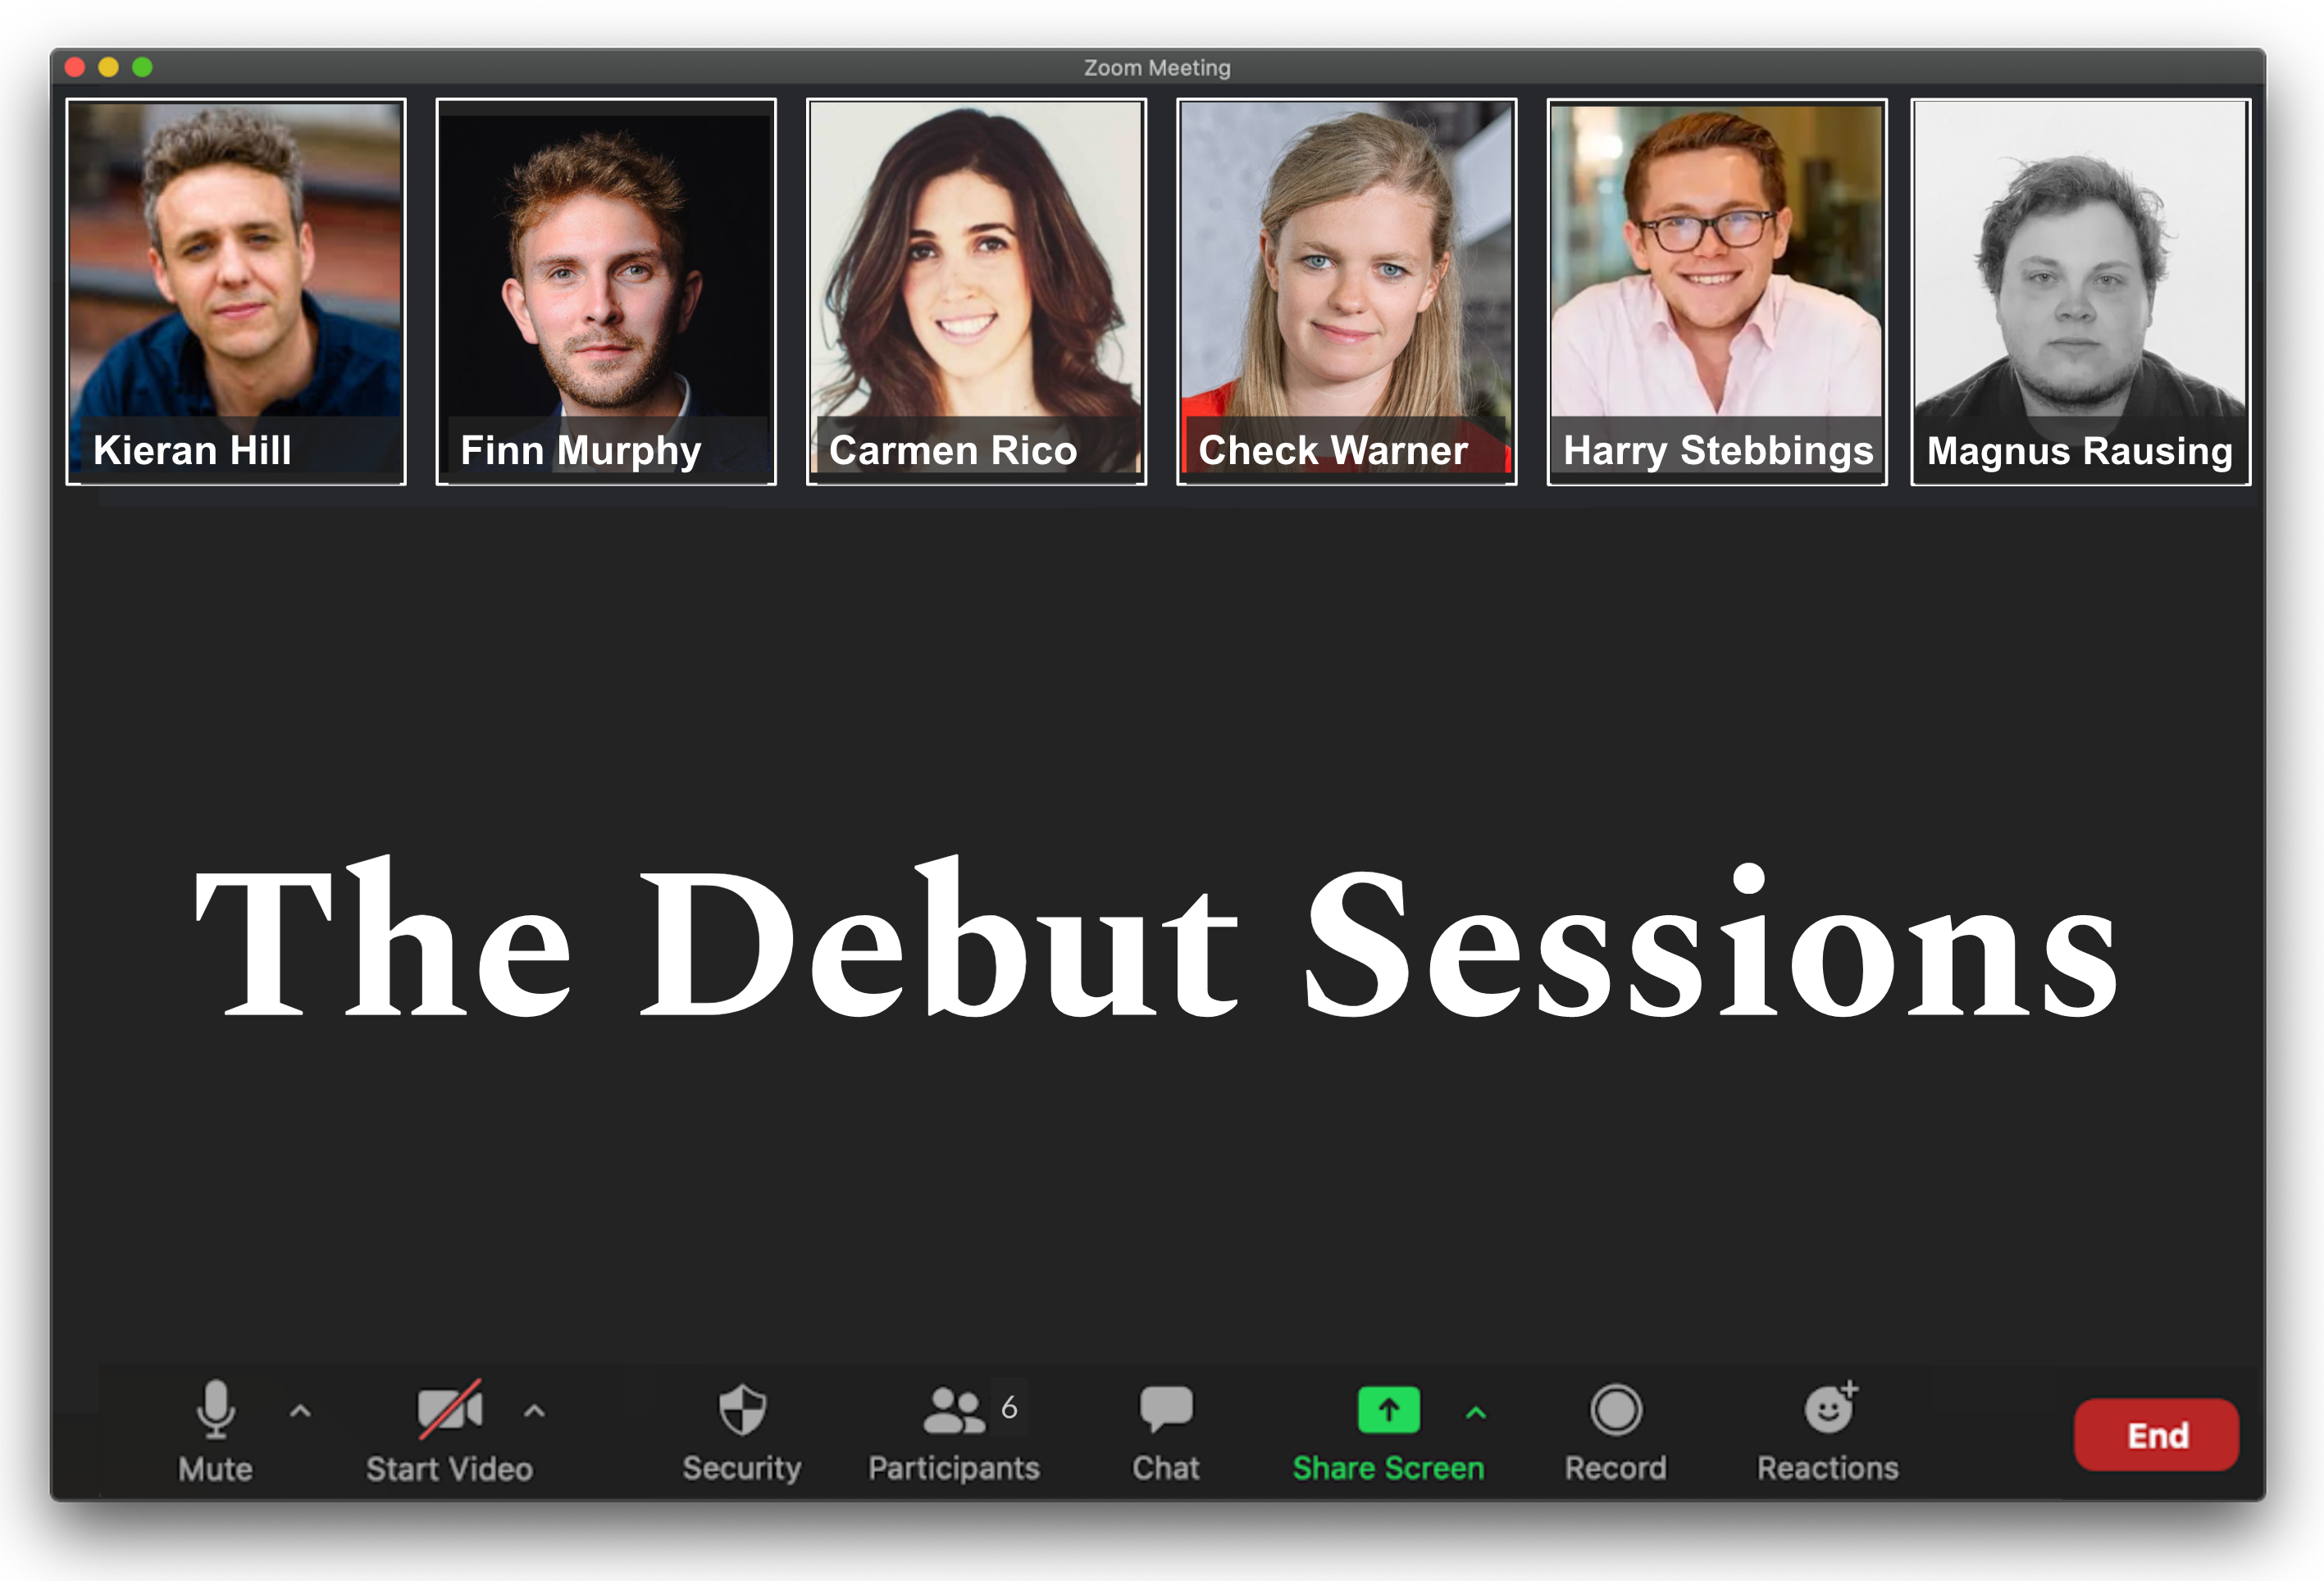 Zoom Meeting
Kieran Hill
Finn Murphy
Carmen Rico
Check Warner
Harry Stebbings
Magnus Rausing
The Debut Sessions
6
Mute
Start Video
Security
Participants
Chat
Share Screen
Record
Reactions
End